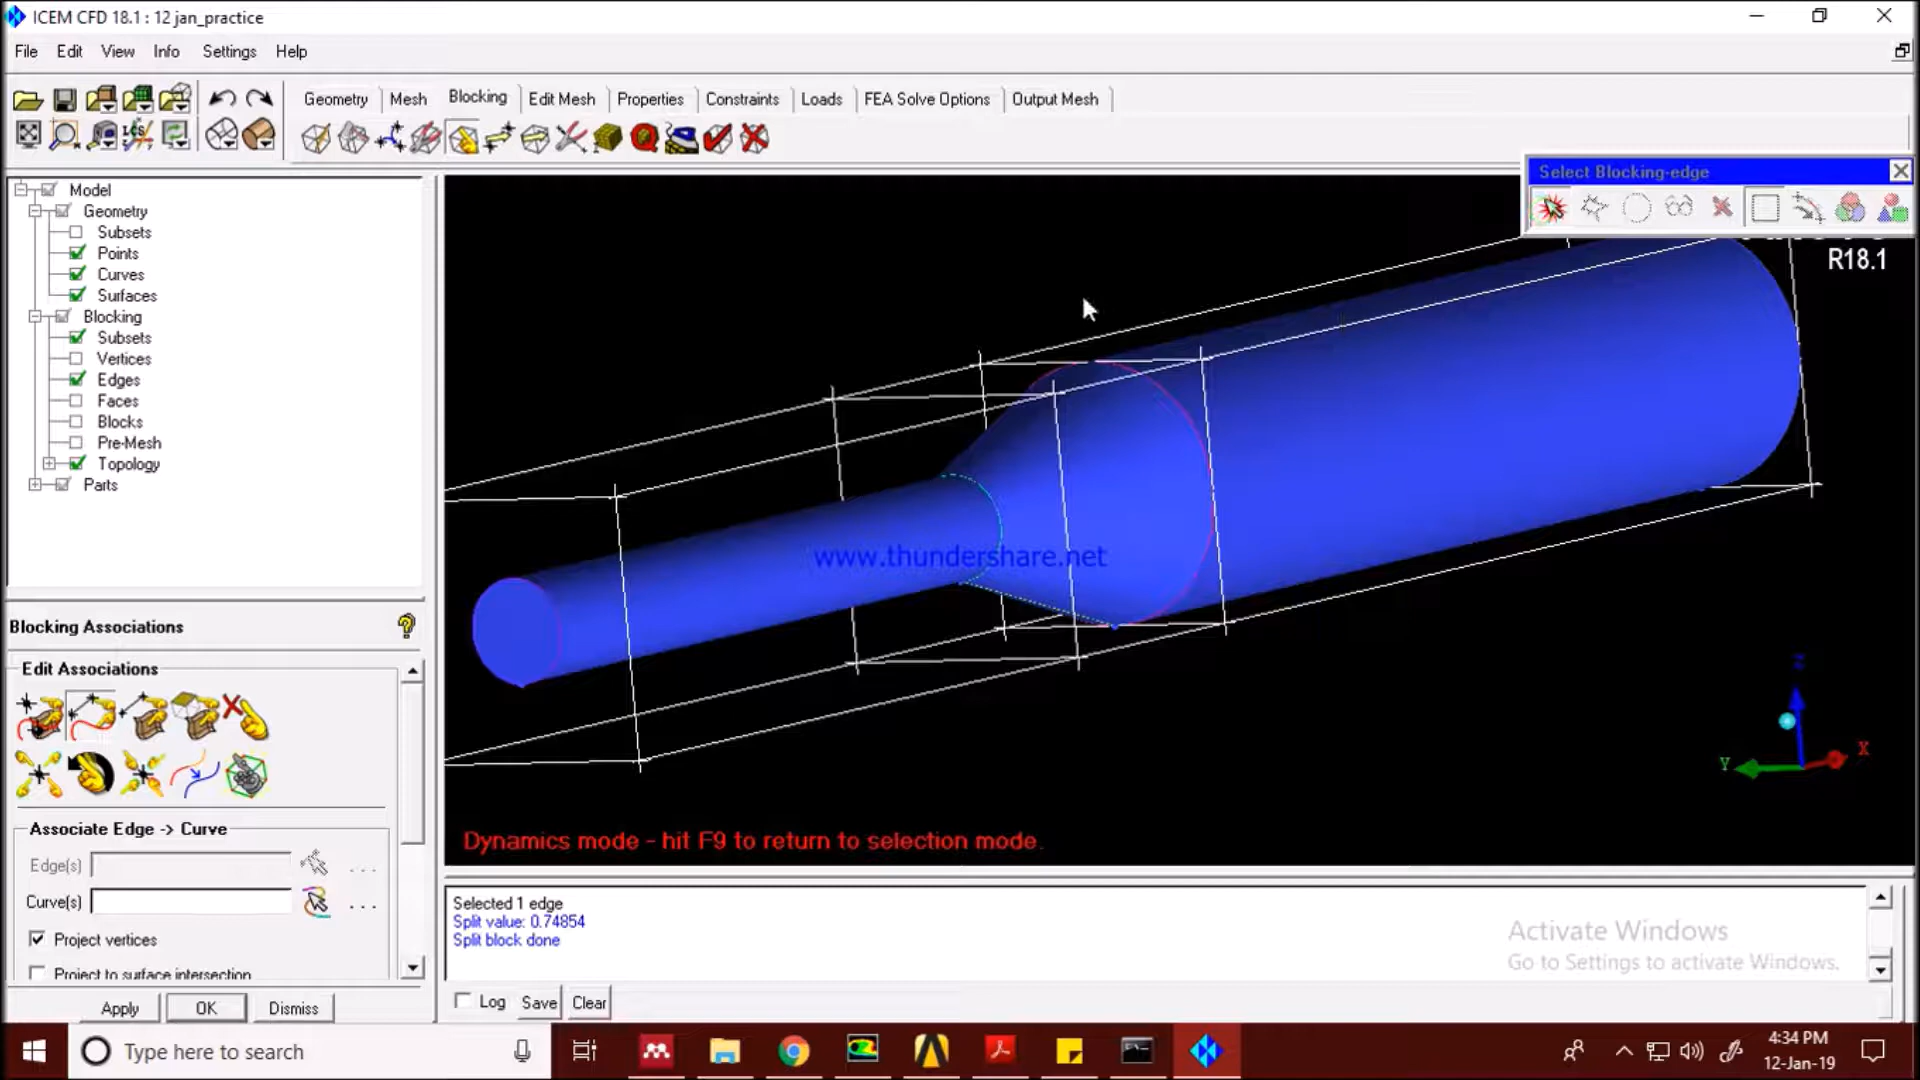 ICEM CFD 18.1 : 12 jan_practice
File Edit View Info Settings Help
Geometry Mesh Blocking Edit Mesh Properties Constraints Loads FEA Solve Options Output Mesh
Select Blocking-edge
R18.1
Model
Geometry
Subsets
Points
Curves
Surfaces
Blocking
Subsets
Vertices
Edges
Faces
Blocks
Pre-Mesh
Topology
Parts
Blocking Associations
Edit Associations
Associate Edge -> Curve
Edge(s) ...
Curve(s) ...
Project vertices
Project to surface intersection
Apply OK Dismiss
www.thundershare.net
Z
X
Y
Dynamics mode - hit F9 to return to selection mode.
Selected 1 edge
Split value: 0.74854
Split block done
Log Save Clear
Activate Windows
Go to Settings to activate Windows.
Type here to search
4:34 PM
12-Jan-19